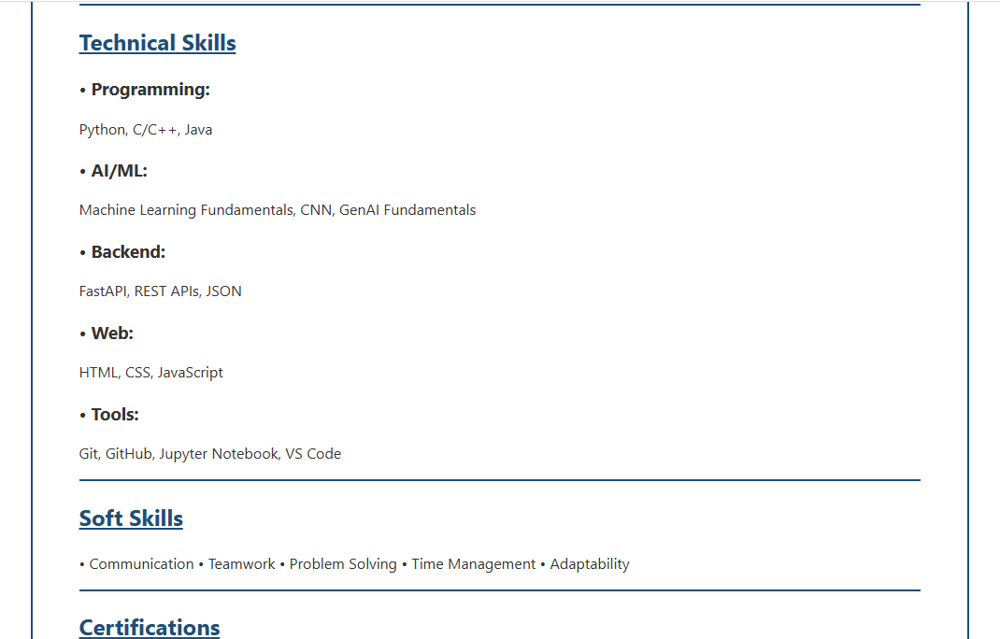 Technical Skills
• Programming:
Python, C/C++, Java
• AI/ML:
Machine Learning Fundamentals, CNN, GenAI Fundamentals
• Backend:
FastAPI, REST APIs, JSON
• Web:
HTML, CSS, JavaScript
• Tools:
Git, GitHub, Jupyter Notebook, VS Code
Soft Skills
• Communication • Teamwork • Problem Solving • Time Management • Adaptability
Certifications